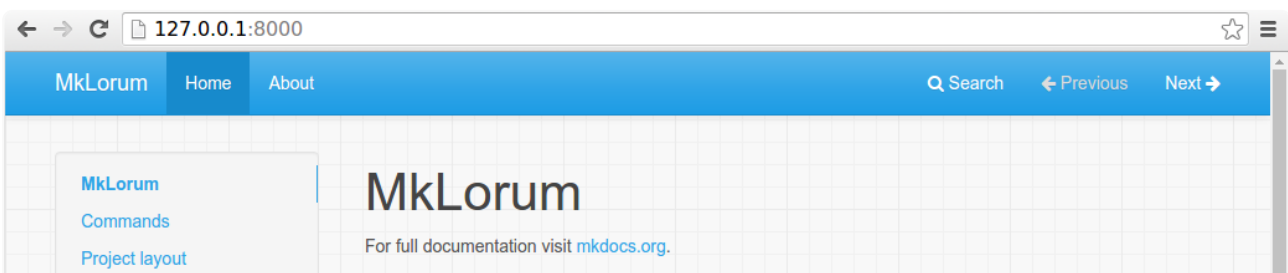 127.0.0.1:8000
MkLorum Home About Search Previous Next
MkLorum
Commands
Project layout
MkLorum
For full documentation visit mkdocs.org.